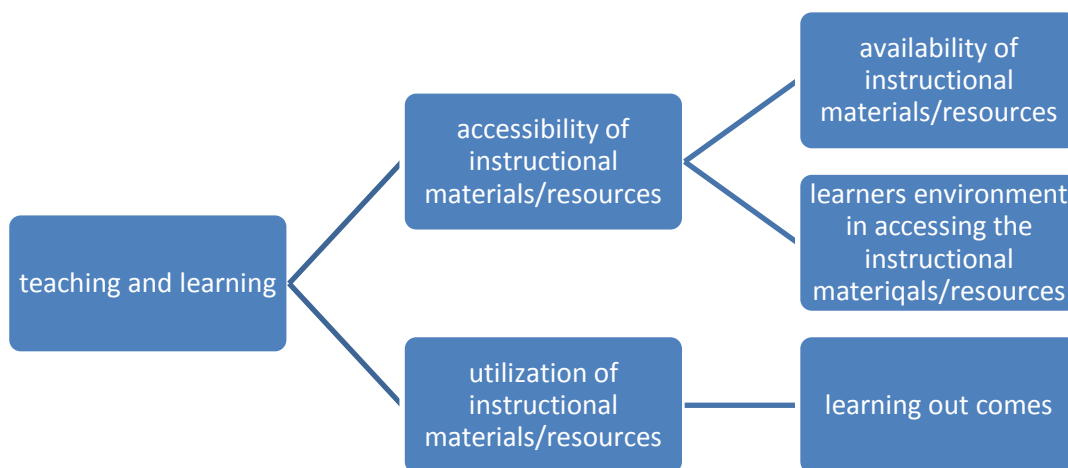 availability of
instructional
materials/resources
accessibility of
instructional
materials/resources
learners environment
in accessing the
instructional
materiqals/resources
teaching and learning
utilization of
instructional
materials/resources
learning out comes